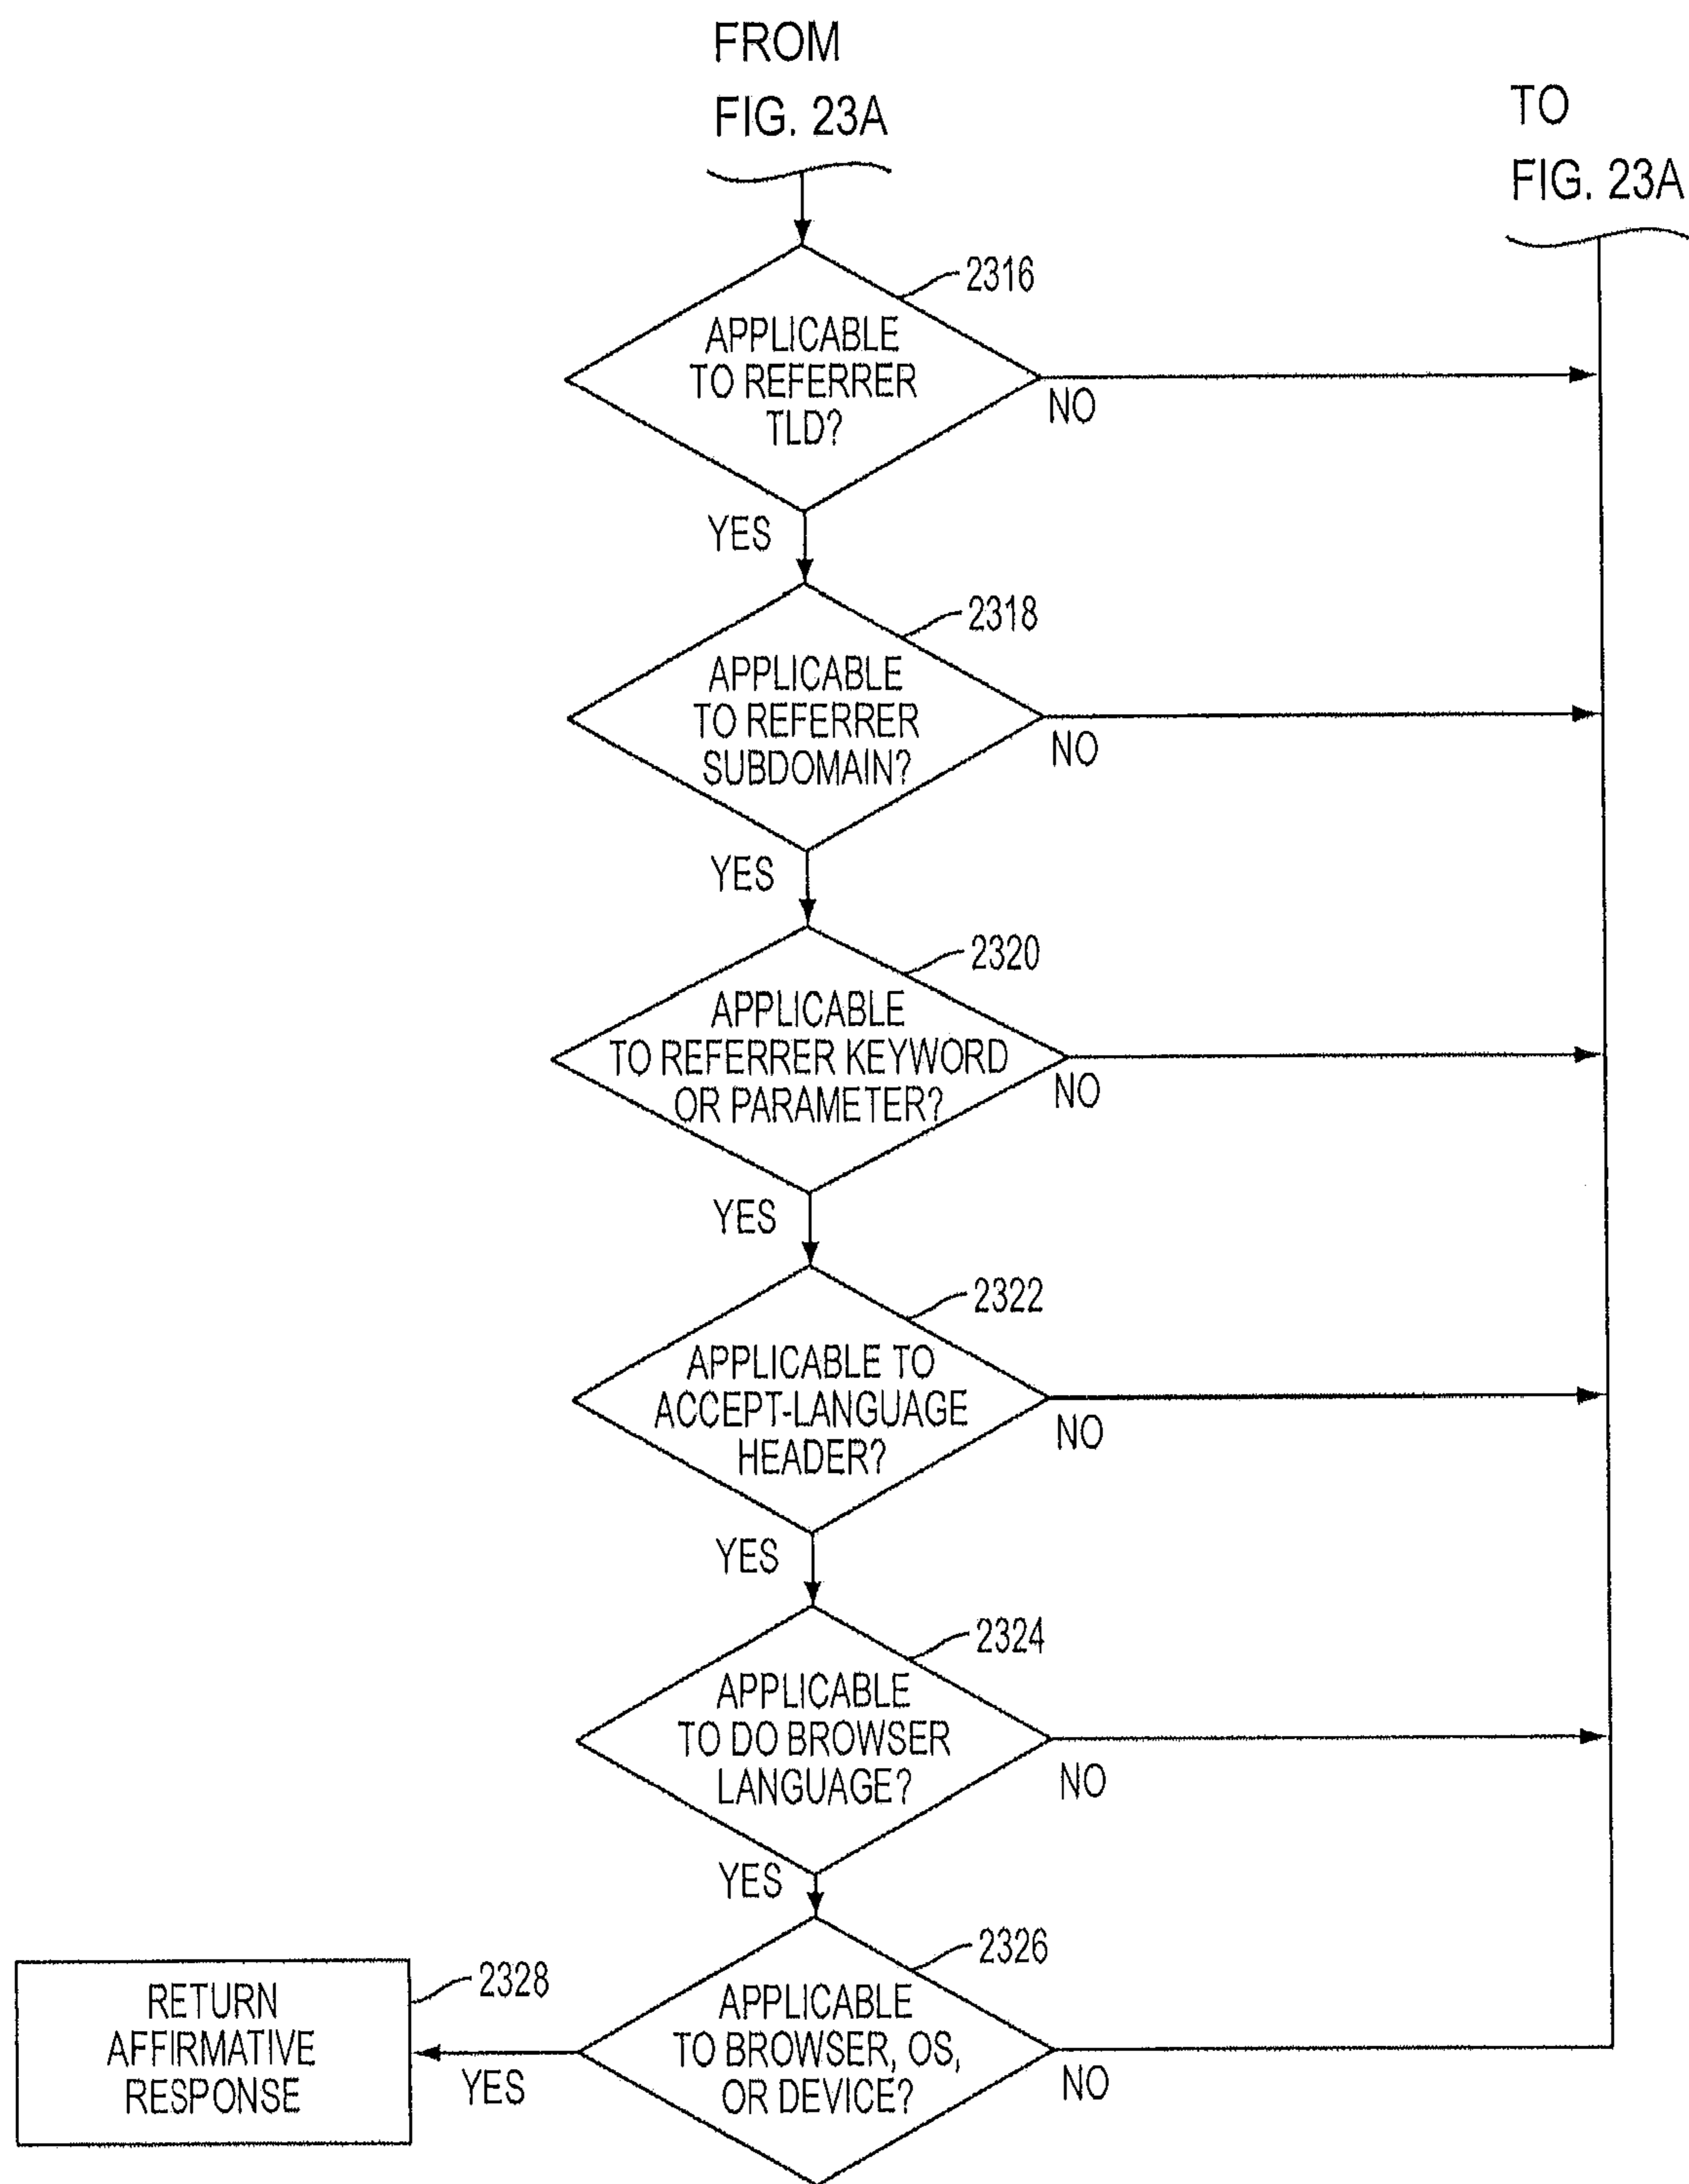 FROM
FIG. 23A
TO
FIG. 23A
2316
APPLICABLE
TO REFERRER
TLD?
NO
YES
2318
APPLICABLE
TO REFERRER
SUBDOMAIN?
NO
YES
2320
APPLICABLE
TO REFERRER KEYWORD
OR PARAMETER?
NO
YES
2322
APPLICABLE TO
ACCEPT-LANGUAGE
HEADER?
NO
YES
2324
APPLICABLE
TO DO BROWSER
LANGUAGE?
NO
YES
2326
APPLICABLE
TO BROWSER, OS,
OR DEVICE?
NO
YES
2328
RETURN
AFFIRMATIVE
RESPONSE